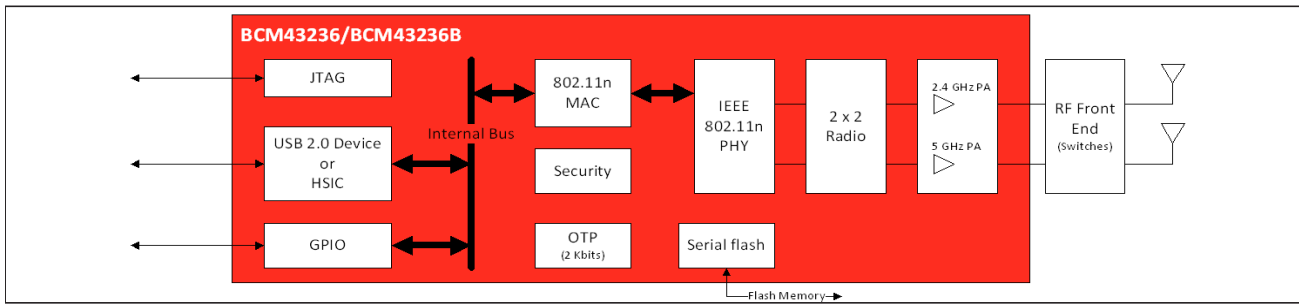 BCM43236/BCM43236B
JTAG
USB 2.0 Device
or
HSIC
GPIO
Internal Bus
802.11n
MAC
Security
OTP
(2 Kbits)
Serial flash
IEEE
802.11n
PHY
2 x 2
Radio
2.4 GHz PA
5 GHz PA
RF Front
End
(Switches)
Flash Memory